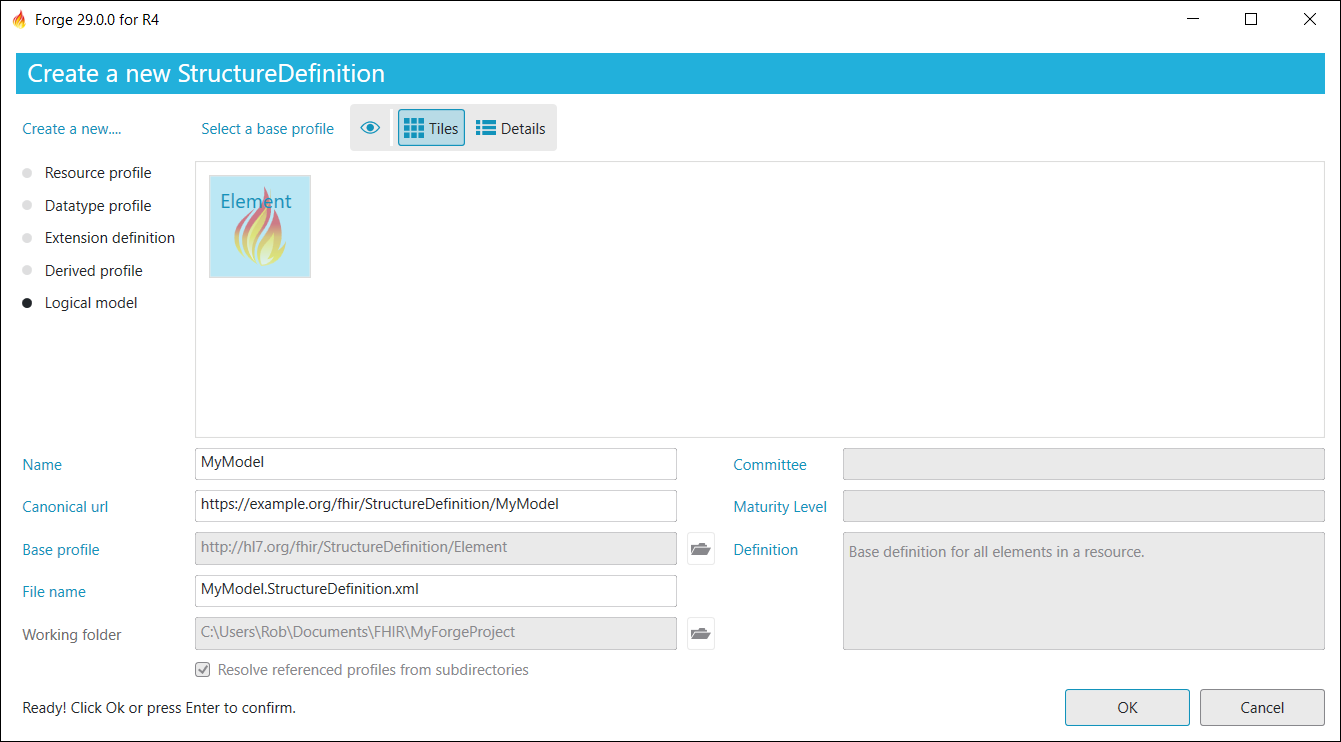 Forge 29.0.0 for R4
Create a new StructureDefinition
Create a new....
Select a base profile
Tiles
Details
Resource profile
Datatype profile
Extension definition
Derived profile
Logical model
Element
Name
MyModel
Canonical url
https://example.org/fhir/StructureDefinition/MyModel
Base profile
http://hl7.org/fhir/StructureDefinition/Element
File name
MyModel.StructureDefinition.xml
Working folder
C:\Users\Rob\Documents\FHIR\MyForgeProject
Resolve referenced profiles from subdirectories
Committee
Maturity Level
Definition
Base definition for all elements in a resource.
Ready! Click Ok or press Enter to confirm.
OK
Cancel